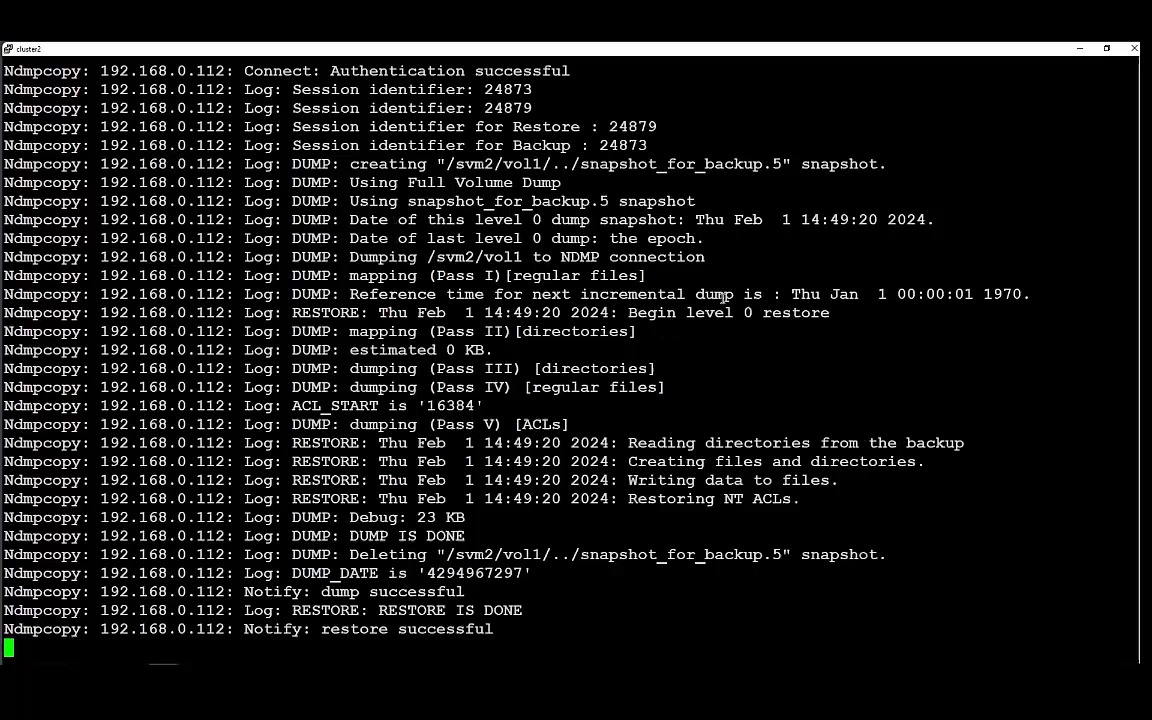 cluster2
Ndmpcopy: 192.168.0.112: Connect: Authentication successful
Ndmpcopy: 192.168.0.112: Log: Session identifier: 24873
Ndmpcopy: 192.168.0.112: Log: Session identifier: 24879
Ndmpcopy: 192.168.0.112: Log: Session identifier for Restore : 24879
Ndmpcopy: 192.168.0.112: Log: Session identifier for Backup : 24873
Ndmpcopy: 192.168.0.112: Log: DUMP: creating "/svm2/vol1/../snapshot_for_backup.5" snapshot.
Ndmpcopy: 192.168.0.112: Log: DUMP: Using Full Volume Dump
Ndmpcopy: 192.168.0.112: Log: DUMP: Using snapshot_for_backup.5 snapshot
Ndmpcopy: 192.168.0.112: Log: DUMP: Date of this level 0 dump snapshot: Thu Feb  1 14:49:20 2024.
Ndmpcopy: 192.168.0.112: Log: DUMP: Date of last level 0 dump: the epoch.
Ndmpcopy: 192.168.0.112: Log: DUMP: Dumping /svm2/vol1 to NDMP connection
Ndmpcopy: 192.168.0.112: Log: DUMP: mapping (Pass I)[regular files]
Ndmpcopy: 192.168.0.112: Log: DUMP: Reference time for next incremental dump is : Thu Jan  1 00:00:01 1970.
Ndmpcopy: 192.168.0.112: Log: RESTORE: Thu Feb  1 14:49:20 2024: Begin level 0 restore
Ndmpcopy: 192.168.0.112: Log: DUMP: mapping (Pass II)[directories]
Ndmpcopy: 192.168.0.112: Log: DUMP: estimated 0 KB.
Ndmpcopy: 192.168.0.112: Log: DUMP: dumping (Pass III) [directories]
Ndmpcopy: 192.168.0.112: Log: DUMP: dumping (Pass IV) [regular files]
Ndmpcopy: 192.168.0.112: Log: ACL_START is '16384'
Ndmpcopy: 192.168.0.112: Log: DUMP: dumping (Pass V) [ACLs]
Ndmpcopy: 192.168.0.112: Log: RESTORE: Thu Feb  1 14:49:20 2024: Reading directories from the backup
Ndmpcopy: 192.168.0.112: Log: RESTORE: Thu Feb  1 14:49:20 2024: Creating files and directories.
Ndmpcopy: 192.168.0.112: Log: RESTORE: Thu Feb  1 14:49:20 2024: Writing data to files.
Ndmpcopy: 192.168.0.112: Log: RESTORE: Thu Feb  1 14:49:20 2024: Restoring NT ACLs.
Ndmpcopy: 192.168.0.112: Log: DUMP: Debug: 23 KB
Ndmpcopy: 192.168.0.112: Log: DUMP: DUMP IS DONE
Ndmpcopy: 192.168.0.112: Log: DUMP: Deleting "/svm2/vol1/../snapshot_for_backup.5" snapshot.
Ndmpcopy: 192.168.0.112: Log: DUMP_DATE is '4294967297'
Ndmpcopy: 192.168.0.112: Notify: dump successful
Ndmpcopy: 192.168.0.112: Log: RESTORE: RESTORE IS DONE
Ndmpcopy: 192.168.0.112: Notify: restore successful